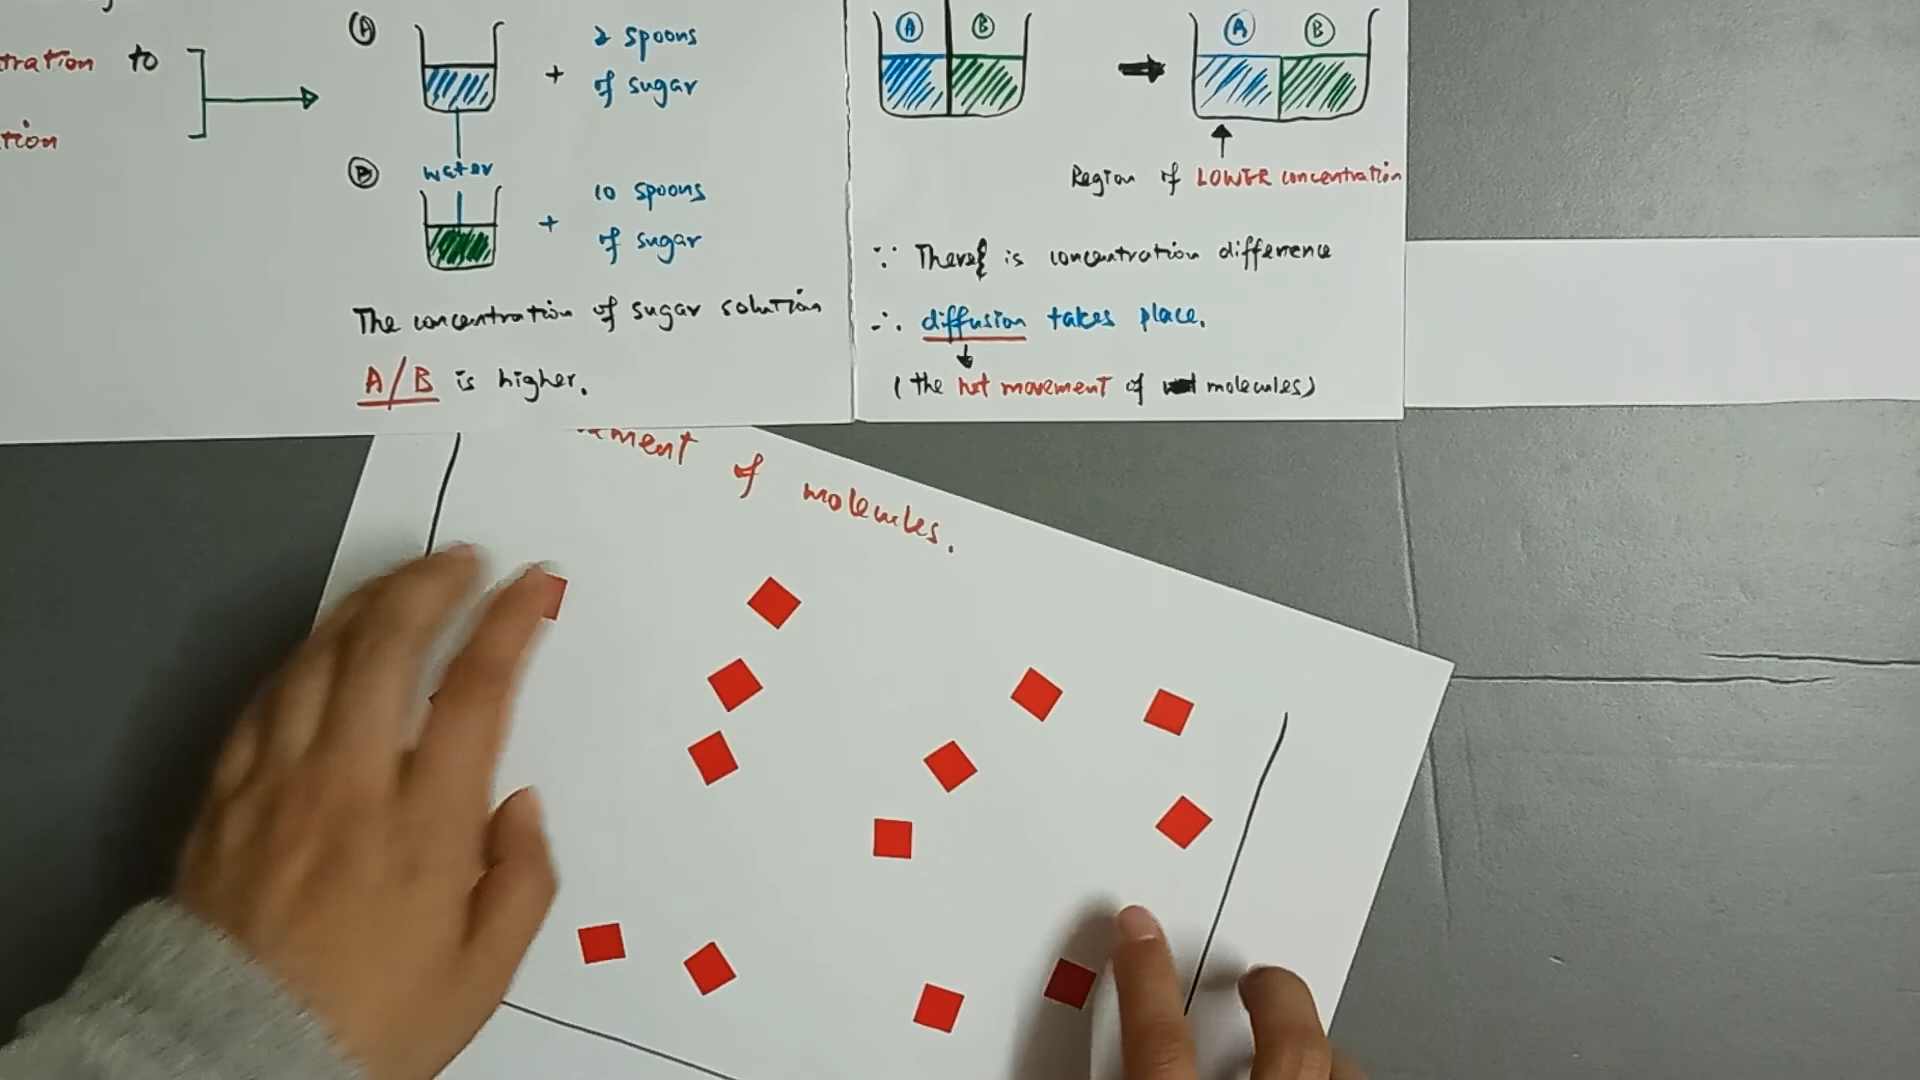 tration to
tion
A
+ 2 spoons
of sugar
water
B
+ 10 spoons
of sugar
The concentration of sugar solution
A/B is higher.
A B
A B
Region of LOWER concentration
∵ There is concentration difference
∴ diffusion takes place.
(the net movement of molecules)
ement of molecules.